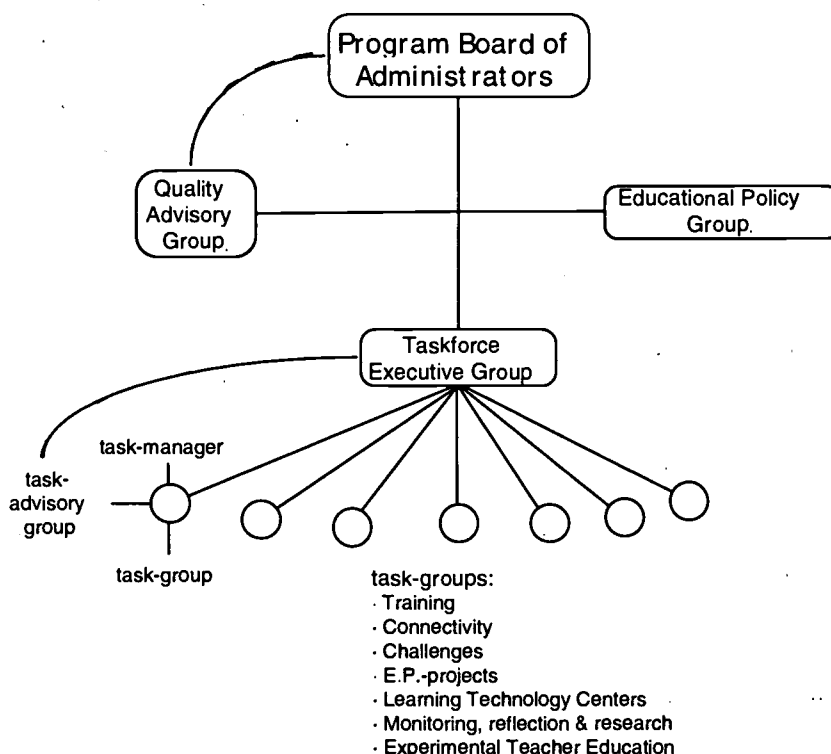 Program Board of
Administrators
Quality
Advisory
Group.
Educational Policy
Group.
Taskforce
Executive Group
task-manager
task-
advisory
group
task-group
task-groups:
· Training
· Connectivity
· Challenges
· E.P.-projects
· Learning Technology Centers
· Monitoring, reflection & research
· Experimental Teacher Education